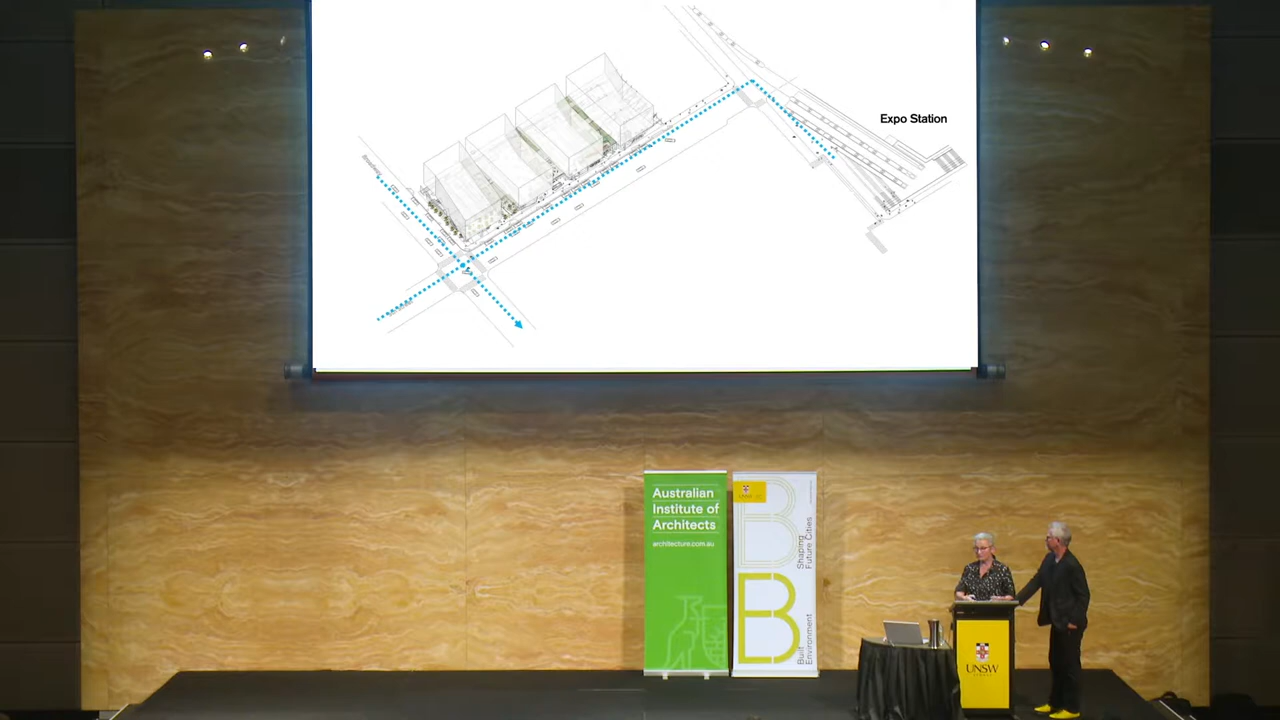 Expo Station
Australian
Institute of
Architects
architecture.com.au
Shaping
Future Cities
Built
Environment
UNSW